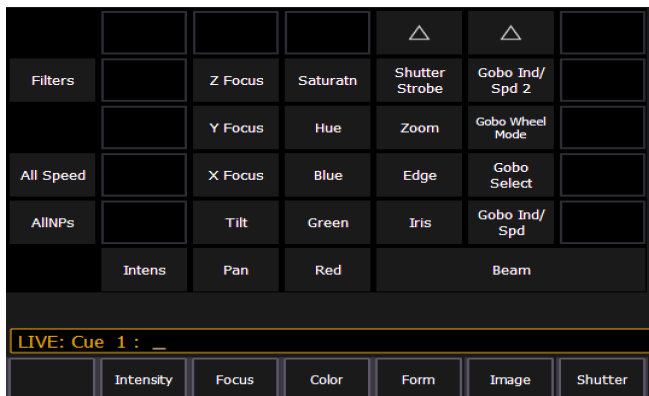 Filters
Z Focus
Saturatn
Shutter
Strobe
Gobo Ind/
Spd 2
Y Focus
Hue
Zoom
Gobo Wheel
Mode
All Speed
X Focus
Blue
Edge
Gobo
Select
AllNPs
Tilt
Green
Iris
Gobo Ind/
Spd
Intens
Pan
Red
Beam
LIVE: Cue 1 : _
Intensity
Focus
Color
Form
Image
Shutter